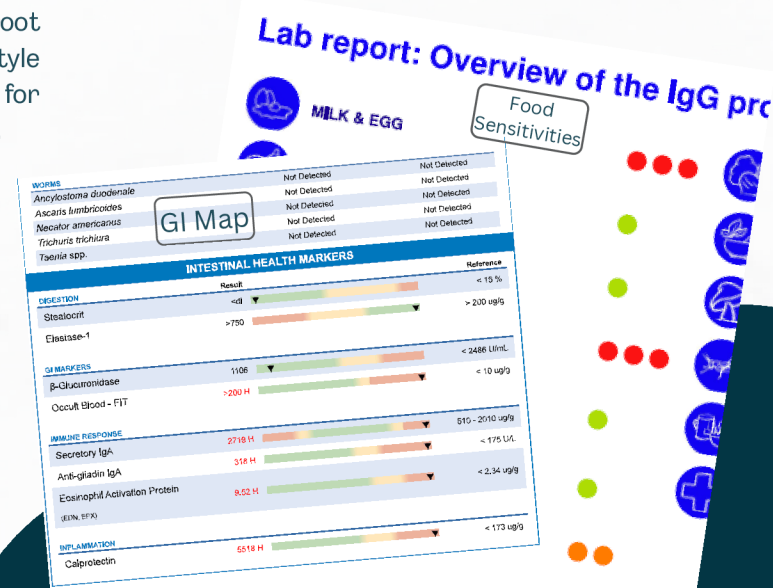 oot
tyle
for
Lab report: Overview of the IgG pro
MILK & EGG
Food
Sensitivities
GI Map
WORMS
Ancylostoma duodenale Not Detected Not Detected
Ascaris lumbricoides Not Detected Not Detected
Necator americanus Not Detected Not Detected
Trichuris trichiura Not Detected Not Detected
Taenia spp. Not Detected Not Detected
INTESTINAL HEALTH MARKERS
Result Reference
DIGESTION
Steatocrit <dl < 15 %
Elastase-1 >750 > 200 ug/g
GI MARKERS
β-Glucuronidase 1106 < 2486 U/mL
Occult Blood - FIT >200 H < 10 ug/g
IMMUNE RESPONSE
Secretory IgA 2719 H 510 - 2010 ug/g
Anti-gliadin IgA 318 H < 175 U/L
Eosinophil Activation Protein 9.52 H < 2.34 ug/g
(EDN, EPX)
INFLAMMATION
Calprotectin 5518 H < 173 ug/g